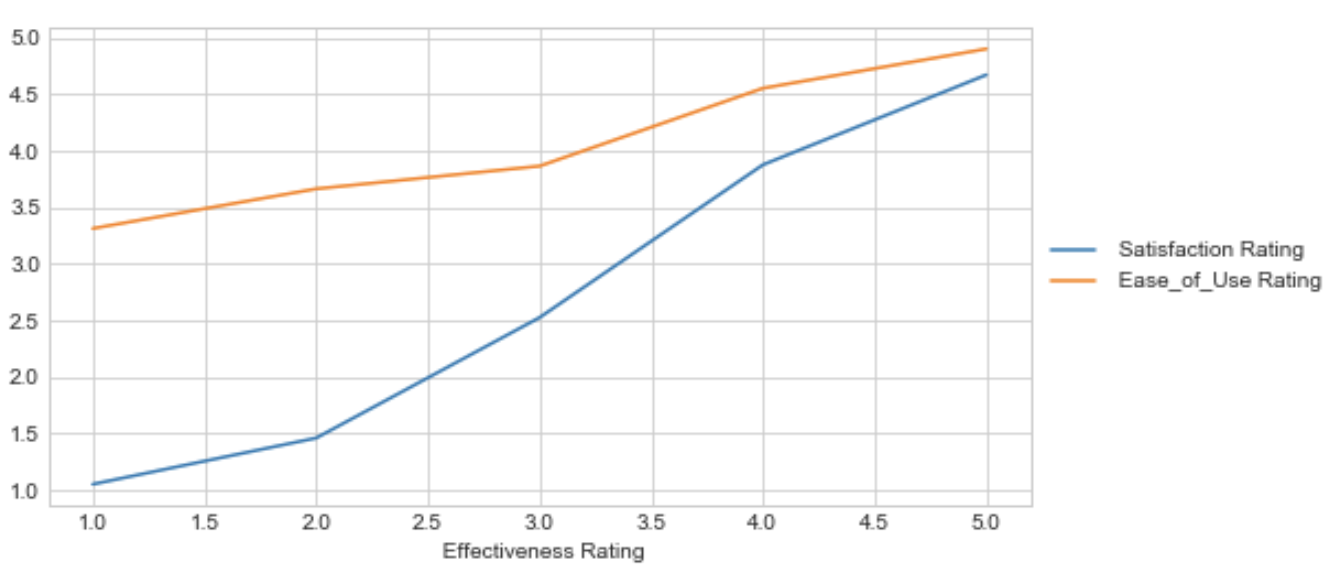 5.0
4.5
4.0
3.5
3.0
2.5
2.0
1.5
1.0
1.0 1.5 2.0 2.5 3.0 3.5 4.0 4.5 5.0
Effectiveness Rating
Satisfaction Rating
Ease_of_Use Rating